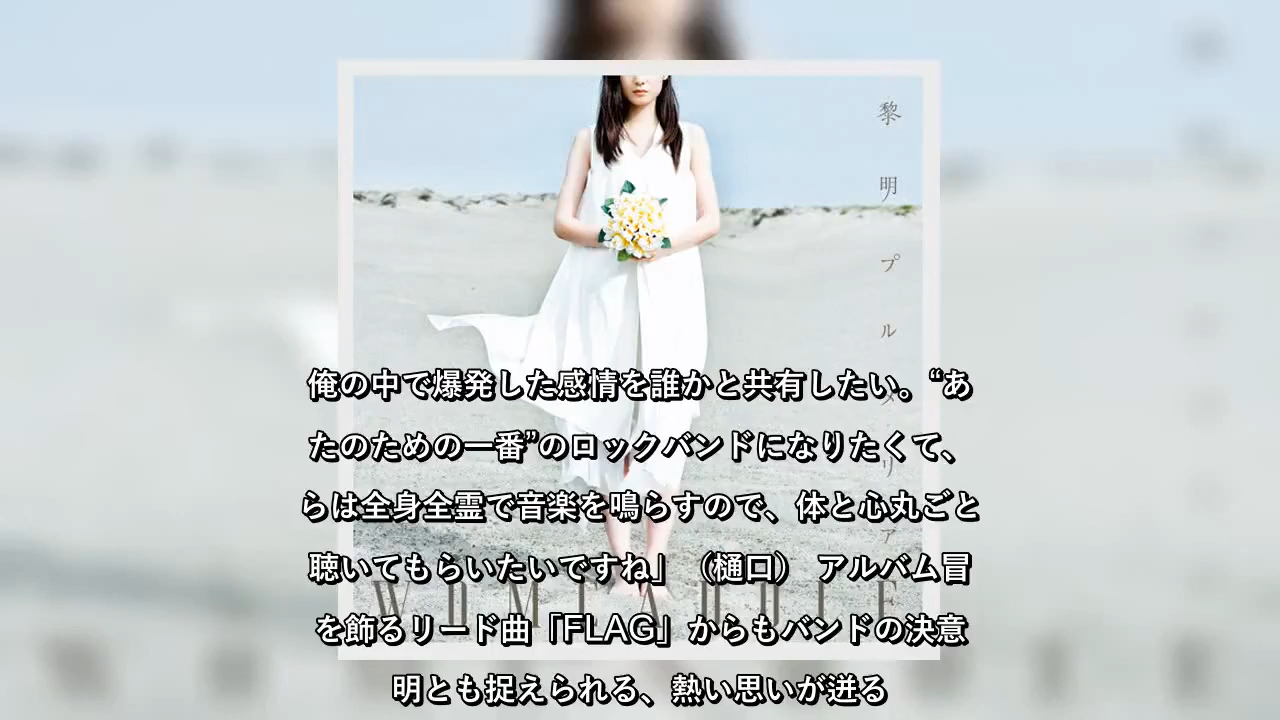 黎明プルメリア
俺の中で爆発した感情を誰かと共有したい。“あ
たのための一番”のロックバンドになりたくて、
らは全身全霊で音楽を鳴らすので、体と心丸ごと
聴いてもらいたいですね」（樋口） アルバム冒
を飾るリード曲「FLAG」からもバンドの決意
明とも捉えられる、熱い思いが迸る